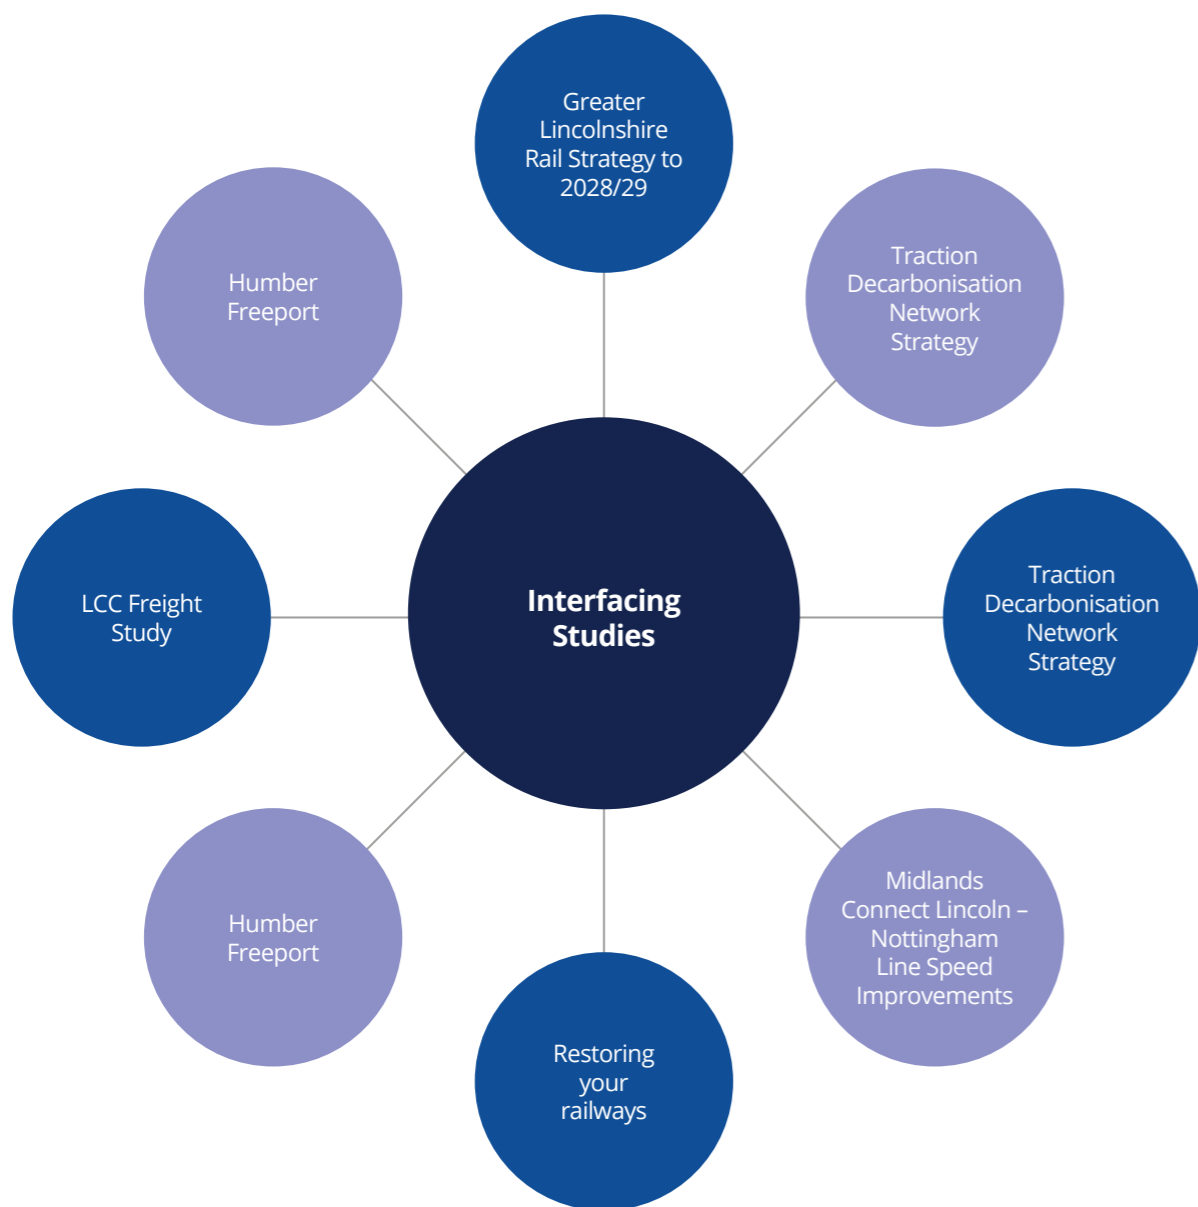 Greater
Lincolnshire
Rail Strategy to
2028/29
Traction
Decarbonisation
Network
Strategy
Traction
Decarbonisation
Network
Strategy
Midlands
Connect Lincoln –
Nottingham
Line Speed
Improvements
Restoring
your
railways
Humber
Freeport
LCC Freight
Study
Humber
Freeport
Interfacing
Studies